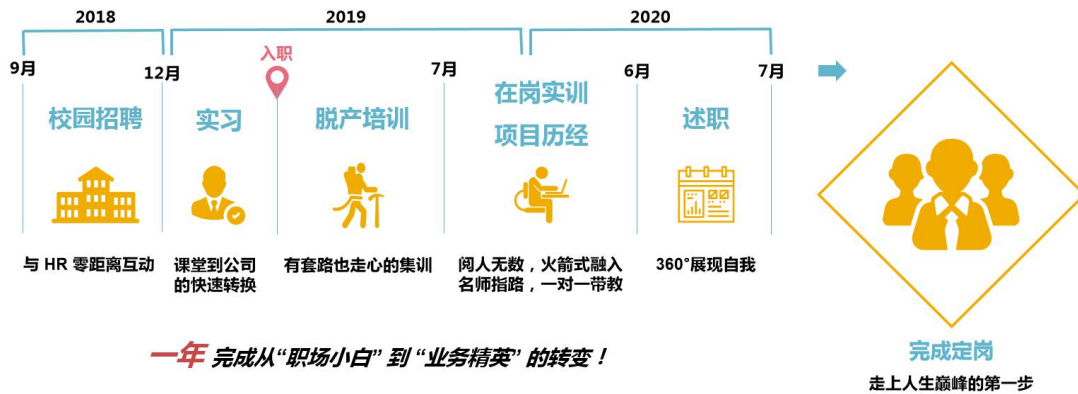 2018
2019
2020
入职
9月
12月
7月
6月
7月
校园招聘
实习
脱产培训
在岗实训
项目历经
述职
与 HR 零距离互动
课堂到公司
的快速转换
有套路也走心的集训
阅人无数，火箭式融入
名师指路，一对一带教
360°展现自我
一年 完成从“职场小白” 到 “业务精英” 的转变！
完成定岗
走上人生巅峰的第一步